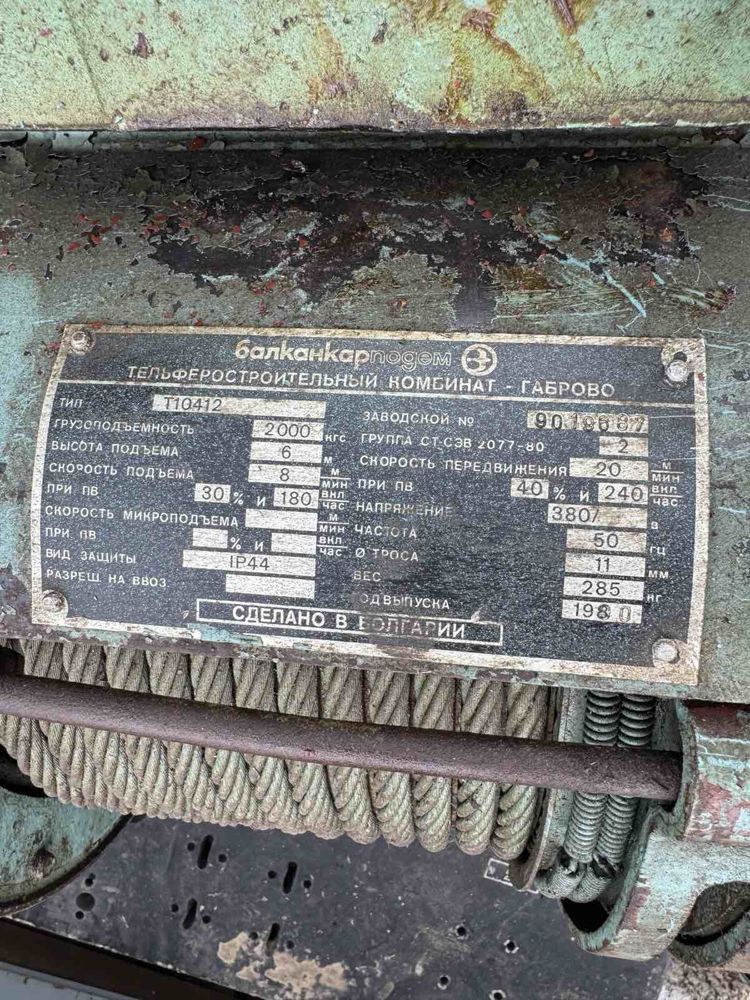 балканкарподем
ТЕЛЬФЕРОСТРОИТЕЛЬНЫЙ КОМБИНАТ - ГАБРОВО
ТИП Т10412
ГРУЗОПОДЪЕМНОСТЬ 2000 кгс
ВЫСОТА ПОДЪЕМА 6 м
СКОРОСТЬ ПОДЪЕМА 8 м/мин
ПРИ ПВ 30 % И 180 вкл/час
СКОРОСТЬ МИКРОПОДЪЕМА м/мин
ПРИ ПВ % И вкл/час
ВИД ЗАЩИТЫ IP44
РАЗРЕШ НА ВВОЗ
ЗАВОДСКОЙ №
ГРУППА СТ-СЭВ 2077-80 2
СКОРОСТЬ ПЕРЕДВИЖЕНИЯ 20 м/мин
ПРИ ПВ 40 % И 240 вкл/час
НАПРЯЖЕНИЕ 380/ В
ЧАСТОТА 50 ГЦ
Ø ТРОСА 11 мм
ВЕС 285 кг
ГОД ВЫПУСКА
СДЕЛАНО В БОЛГАРИИ